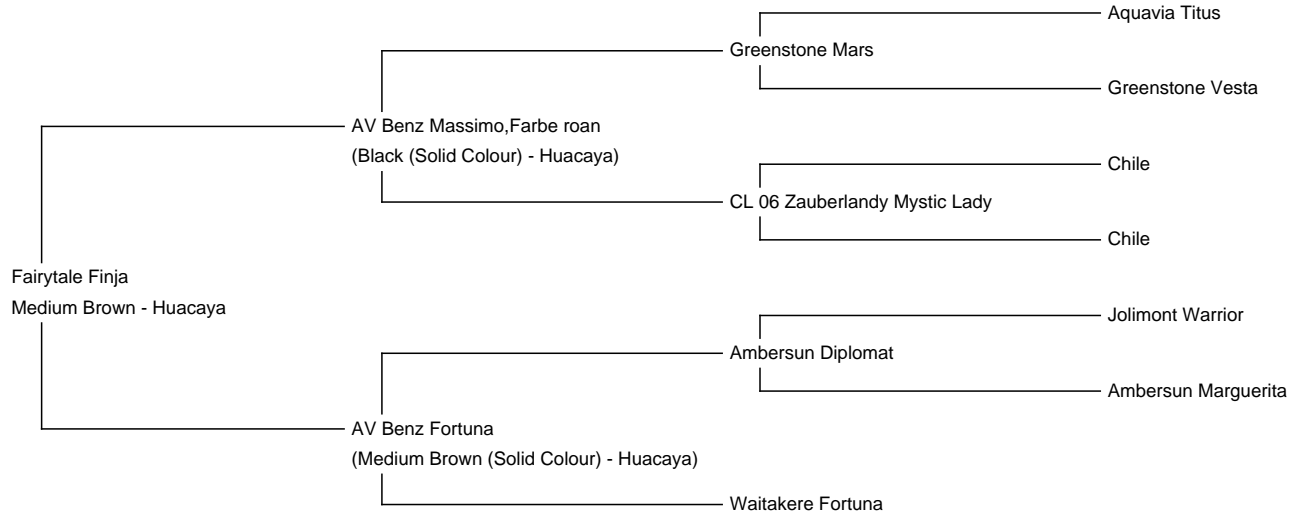 Aquavia Titus
Greenstone Mars
Greenstone Vesta
AV Benz Massimo,Farbe roan
(Black (Solid Colour) - Huacaya)
Chile
CL 06 Zauberlandy Mystic Lady
Chile
Fairytale Finja
Medium Brown - Huacaya
Jolimont Warrior
Ambersun Diplomat
Ambersun Marguerita
AV Benz Fortuna
(Medium Brown (Solid Colour) - Huacaya)
Waitakere Fortuna